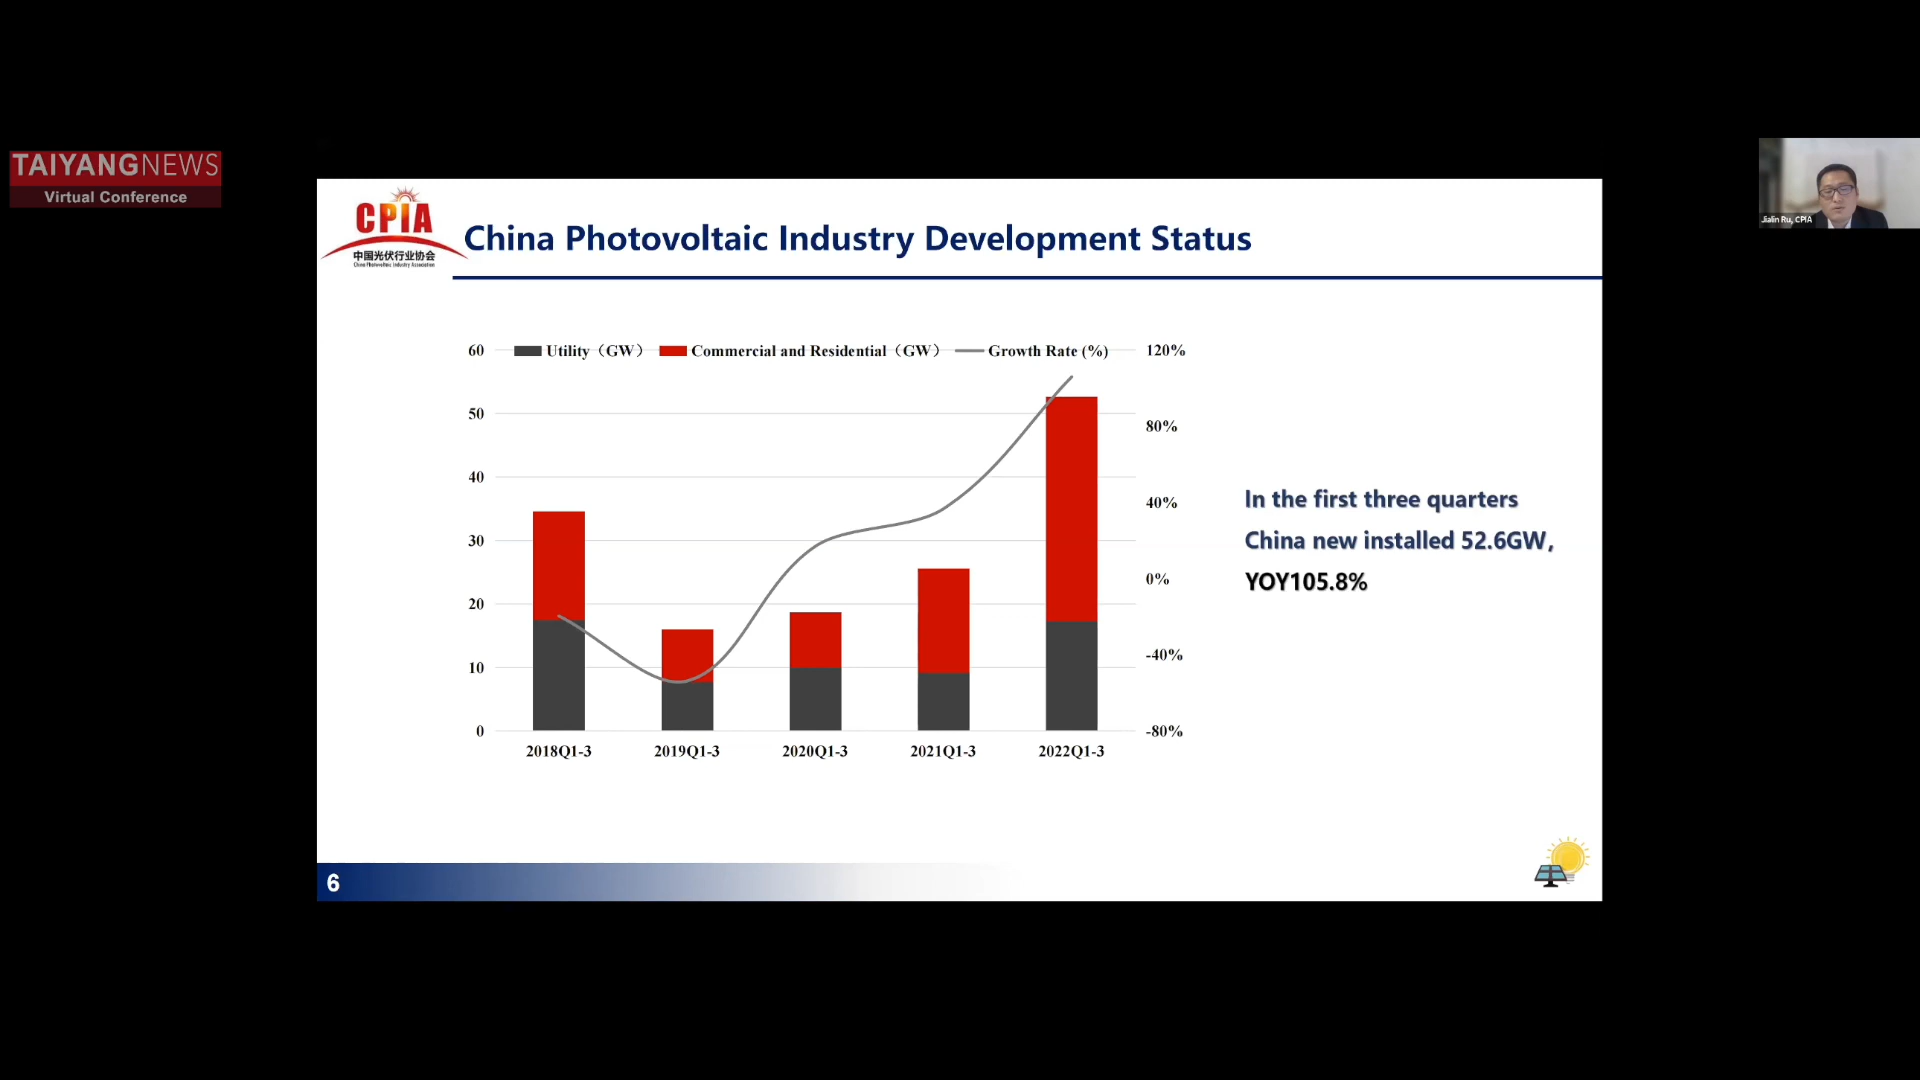 TAIYANGNEWS
Virtual Conference
Jialin Ru, CPIA
CPIA
中国光伏行业协会
China Photovoltaic Industry Association
China Photovoltaic Industry Development Status
Utility（GW） Commercial and Residential（GW） Growth Rate (%)
60
50
40
30
20
10
0
120%
80%
40%
0%
-40%
-80%
2018Q1-3 2019Q1-3 2020Q1-3 2021Q1-3 2022Q1-3
In the first three quarters
China new installed 52.6GW,
YOY105.8%
6